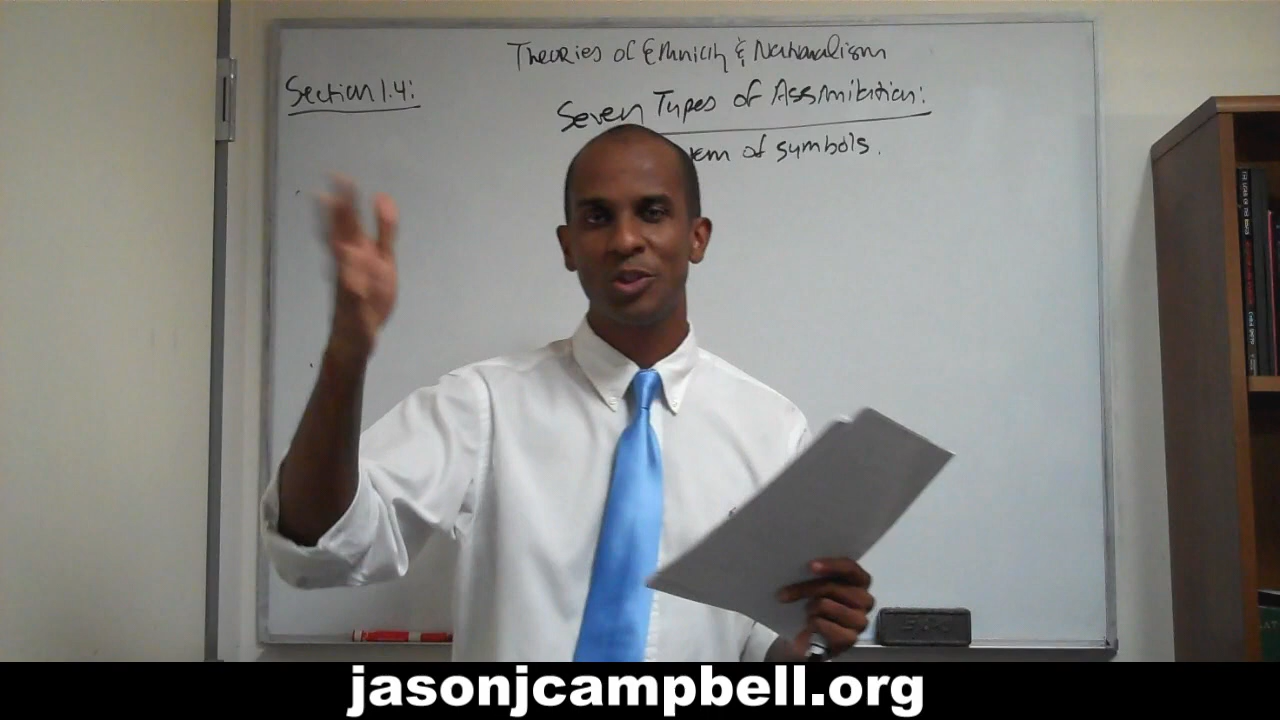 Theories of Ethnicity & Nationalism
Section 1.4:
Seven Types of Assimilation:
of symbols.
jasonjcampbell.org